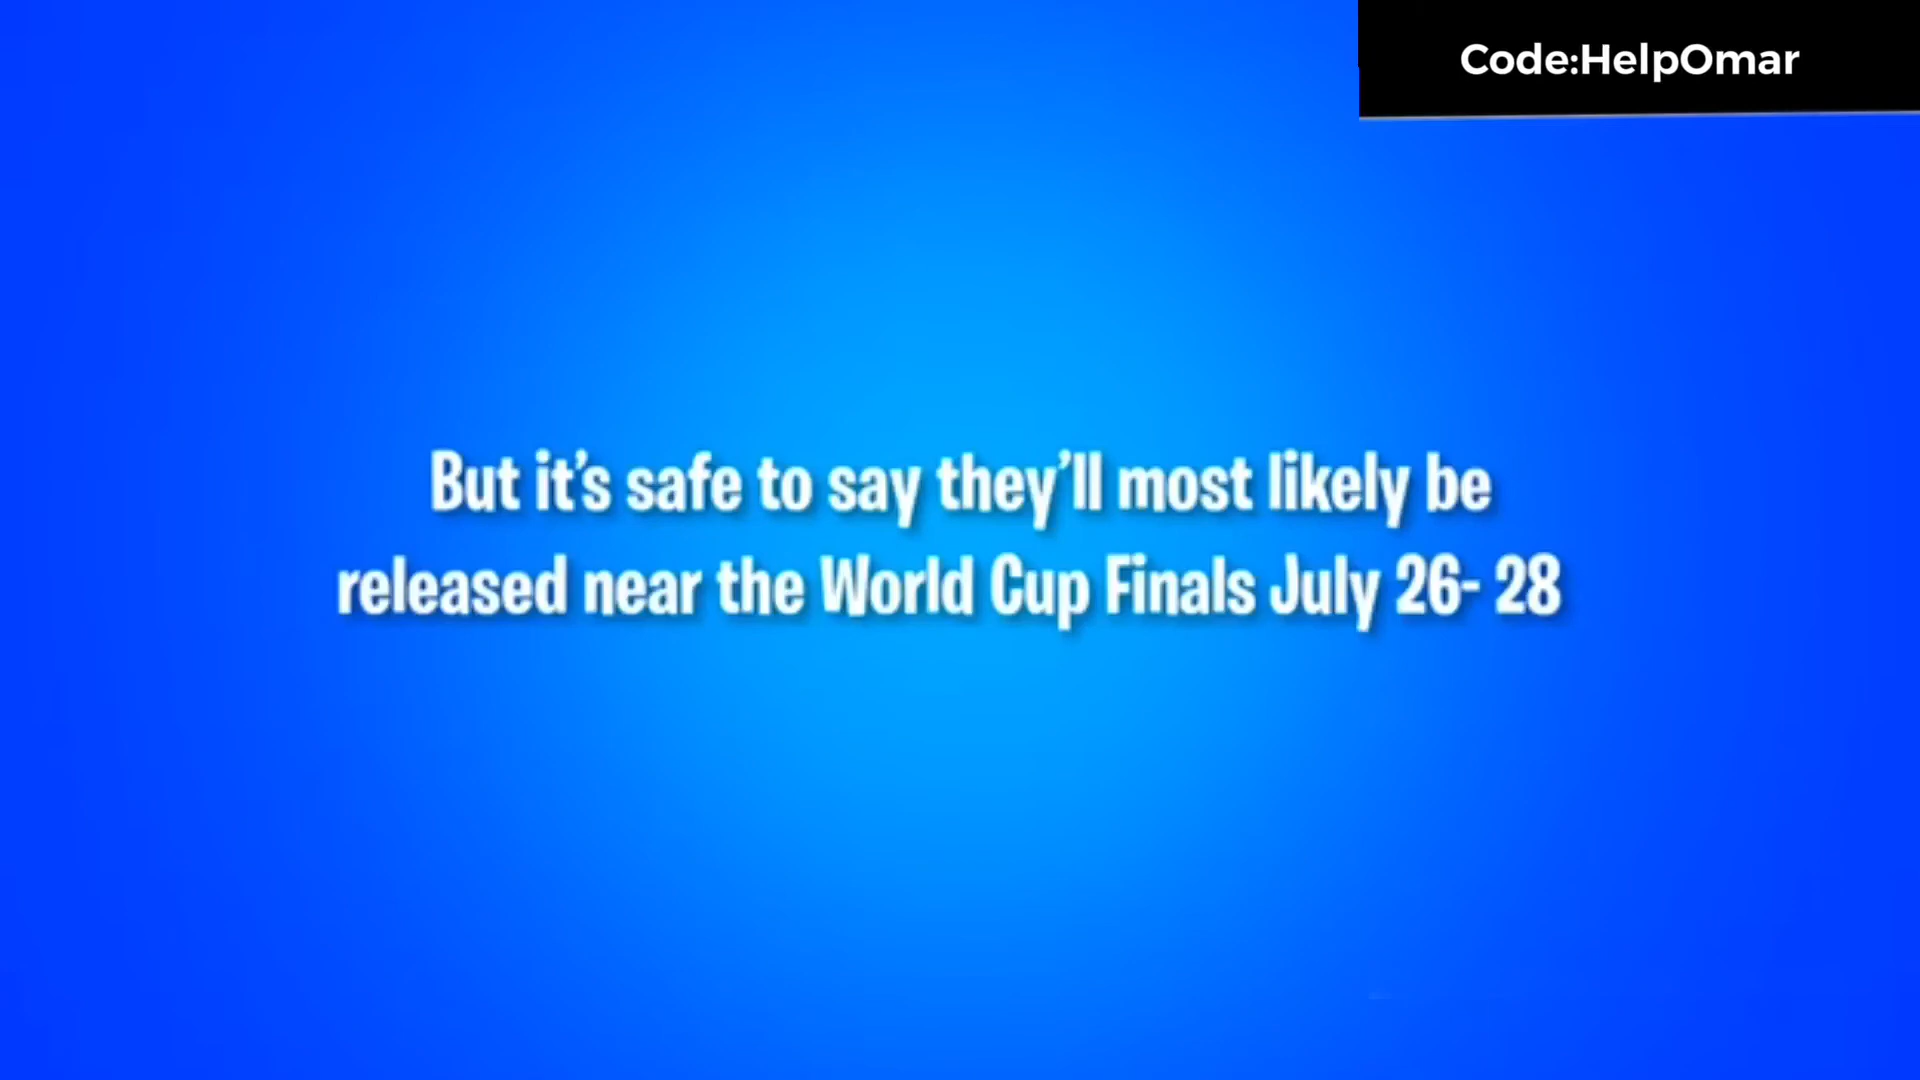 Code:HelpOmar
But it's safe to say they'll most likely be
released near the World Cup Finals July 26- 28